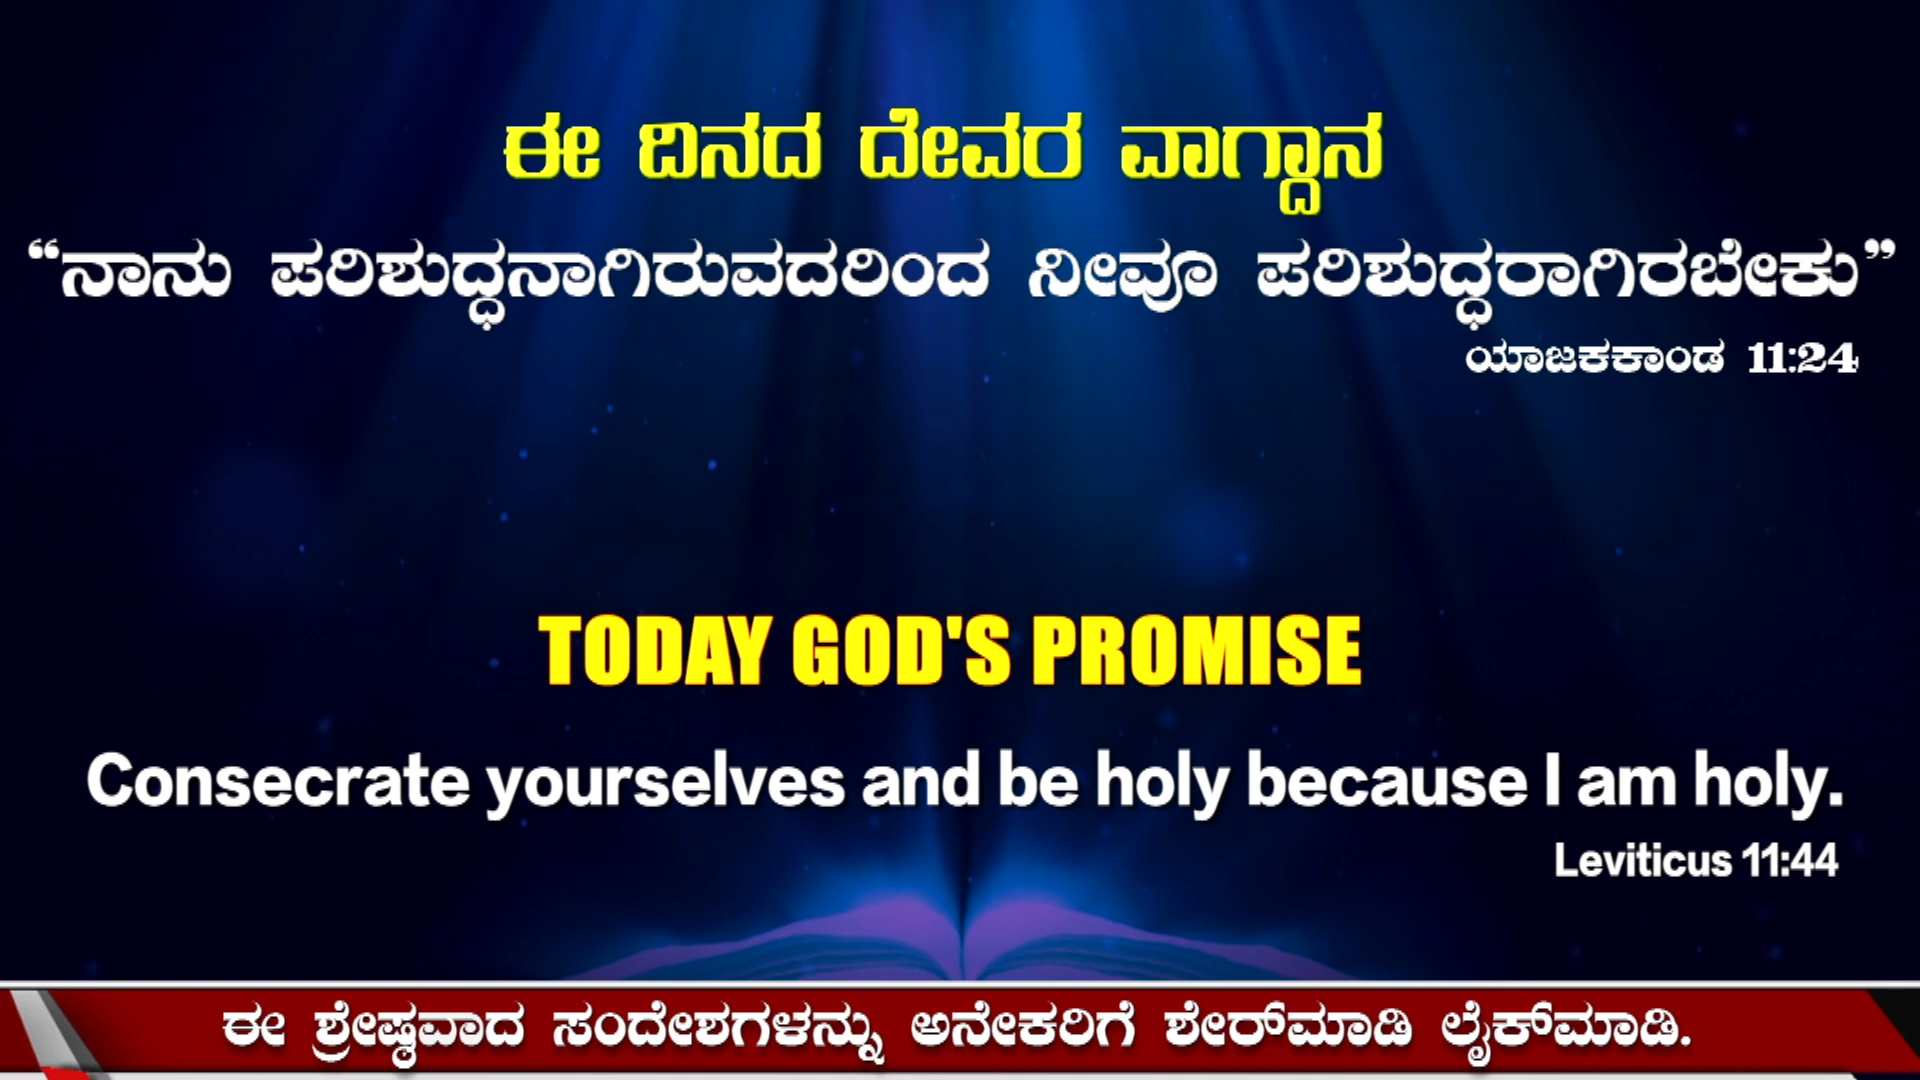 ಈ ದಿನದ ದೇವರ ವಾಗ್ದಾನ
“ನಾನು ಪರಿಶುದ್ಧನಾಗಿರುವದರಿಂದ ನೀವೂ ಪರಿಶುದ್ಧರಾಗಿರಬೇಕು”
ಯಾಜಕಕಾಂಡ 11:24
TODAY GOD'S PROMISE
Consecrate yourselves and be holy because I am holy.
Leviticus 11:44
ಈ ಶ್ರೇಷ್ಠವಾದ ಸಂದೇಶಗಳನ್ನು ಅನೇಕರಿಗೆ ಶೇರ್‌ಮಾಡಿ ಲೈಕ್‌ಮಾಡಿ.